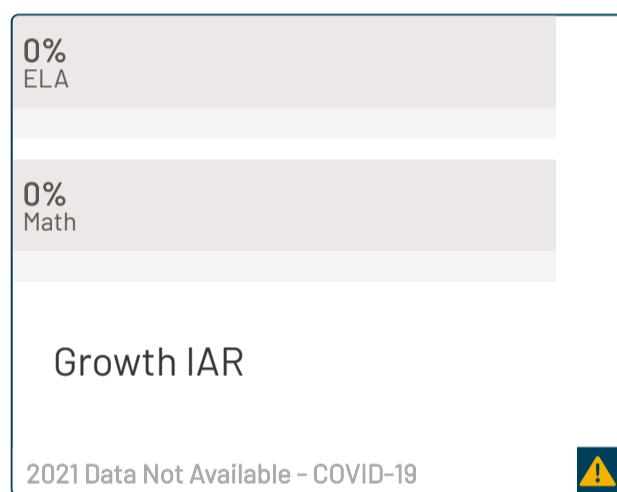 0%
ELA
0%
Math
Growth IAR
2021 Data Not Available - COVID-19